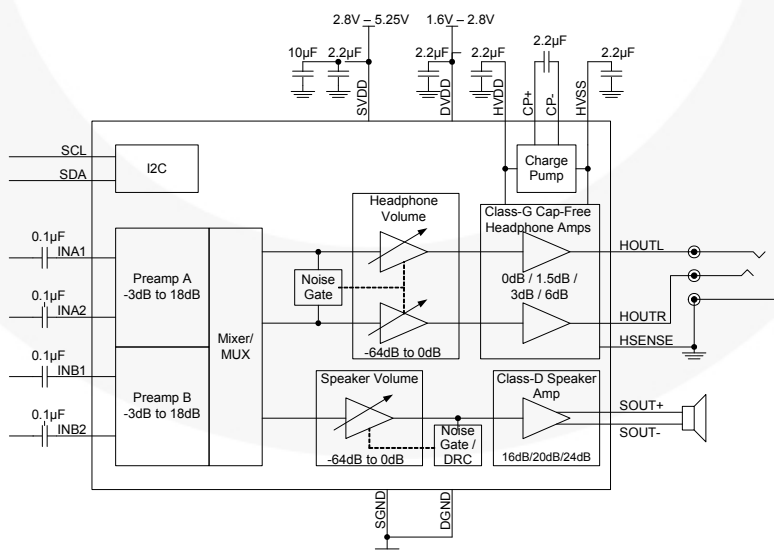 2.8V – 5.25V
1.6V – 2.8V
10µF
2.2µF
2.2µF
2.2µF
2.2µF
2.2µF
SVDD
DVDD
HVDD
CP+
CP-
HVSS
SCL
SDA
I2C
Charge
Pump
Headphone
Volume
Class-G Cap-Free
Headphone Amps
0.1µF
INA1
0.1µF
INA2
0.1µF
INB1
0.1µF
INB2
Preamp A
-3dB to 18dB
Preamp B
-3dB to 18dB
Mixer/
MUX
Noise
Gate
-64dB to 0dB
0dB / 1.5dB /
3dB / 6dB
HOUTL
HOUTR
HSENSE
Speaker Volume
-64dB to 0dB
Noise
Gate /
DRC
Class-D Speaker
Amp
16dB/20dB/24dB
SOUT+
SOUT-
SGND
DGND